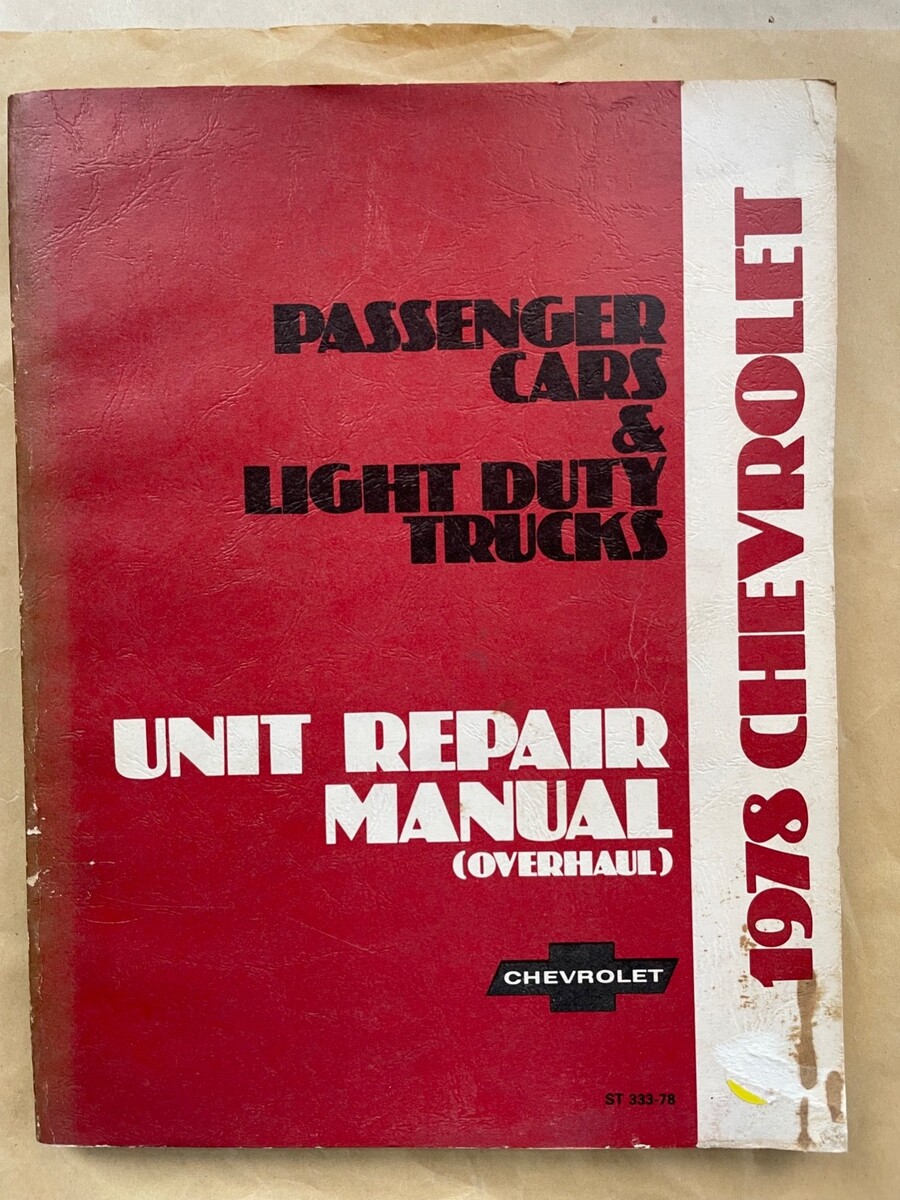 PASSENGER
CARS
&
LIGHT DUTY
TRUCKS
UNIT REPAIR
MANUAL
(OVERHAUL)
CHEVROLET
ST 333-78
1978 CHEVROLET